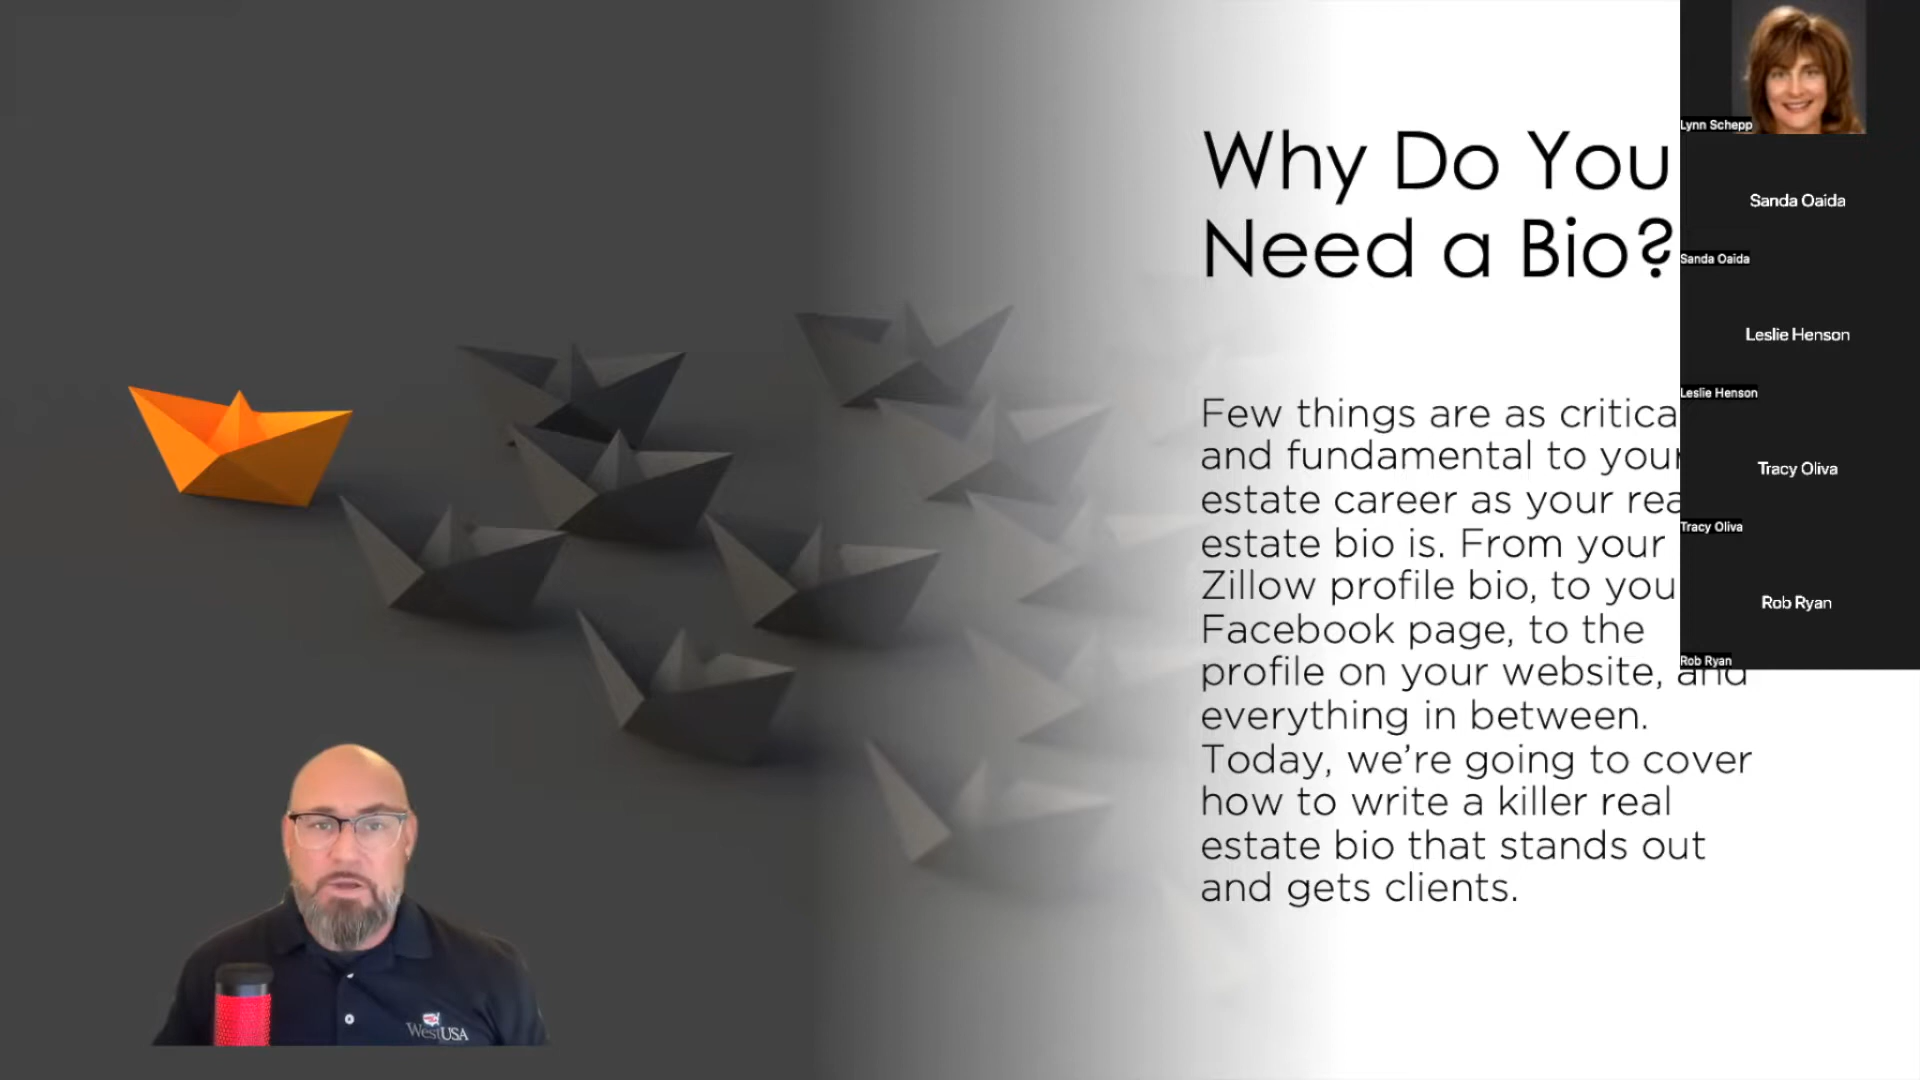 Why Do You
Need a Bio?
Few things are as critica
and fundamental to your
estate career as your rea
estate bio is. From your
Zillow profile bio, to you
Facebook page, to the
profile on your website, and
everything in between.
Today, we're going to cover
how to write a killer real
estate bio that stands out
and gets clients.
Lynn Schepp
Sanda Oaida
Sanda Oaida
Leslie Henson
Leslie Henson
Tracy Oliva
Tracy Oliva
Rob Ryan
Rob Ryan
WestUSA